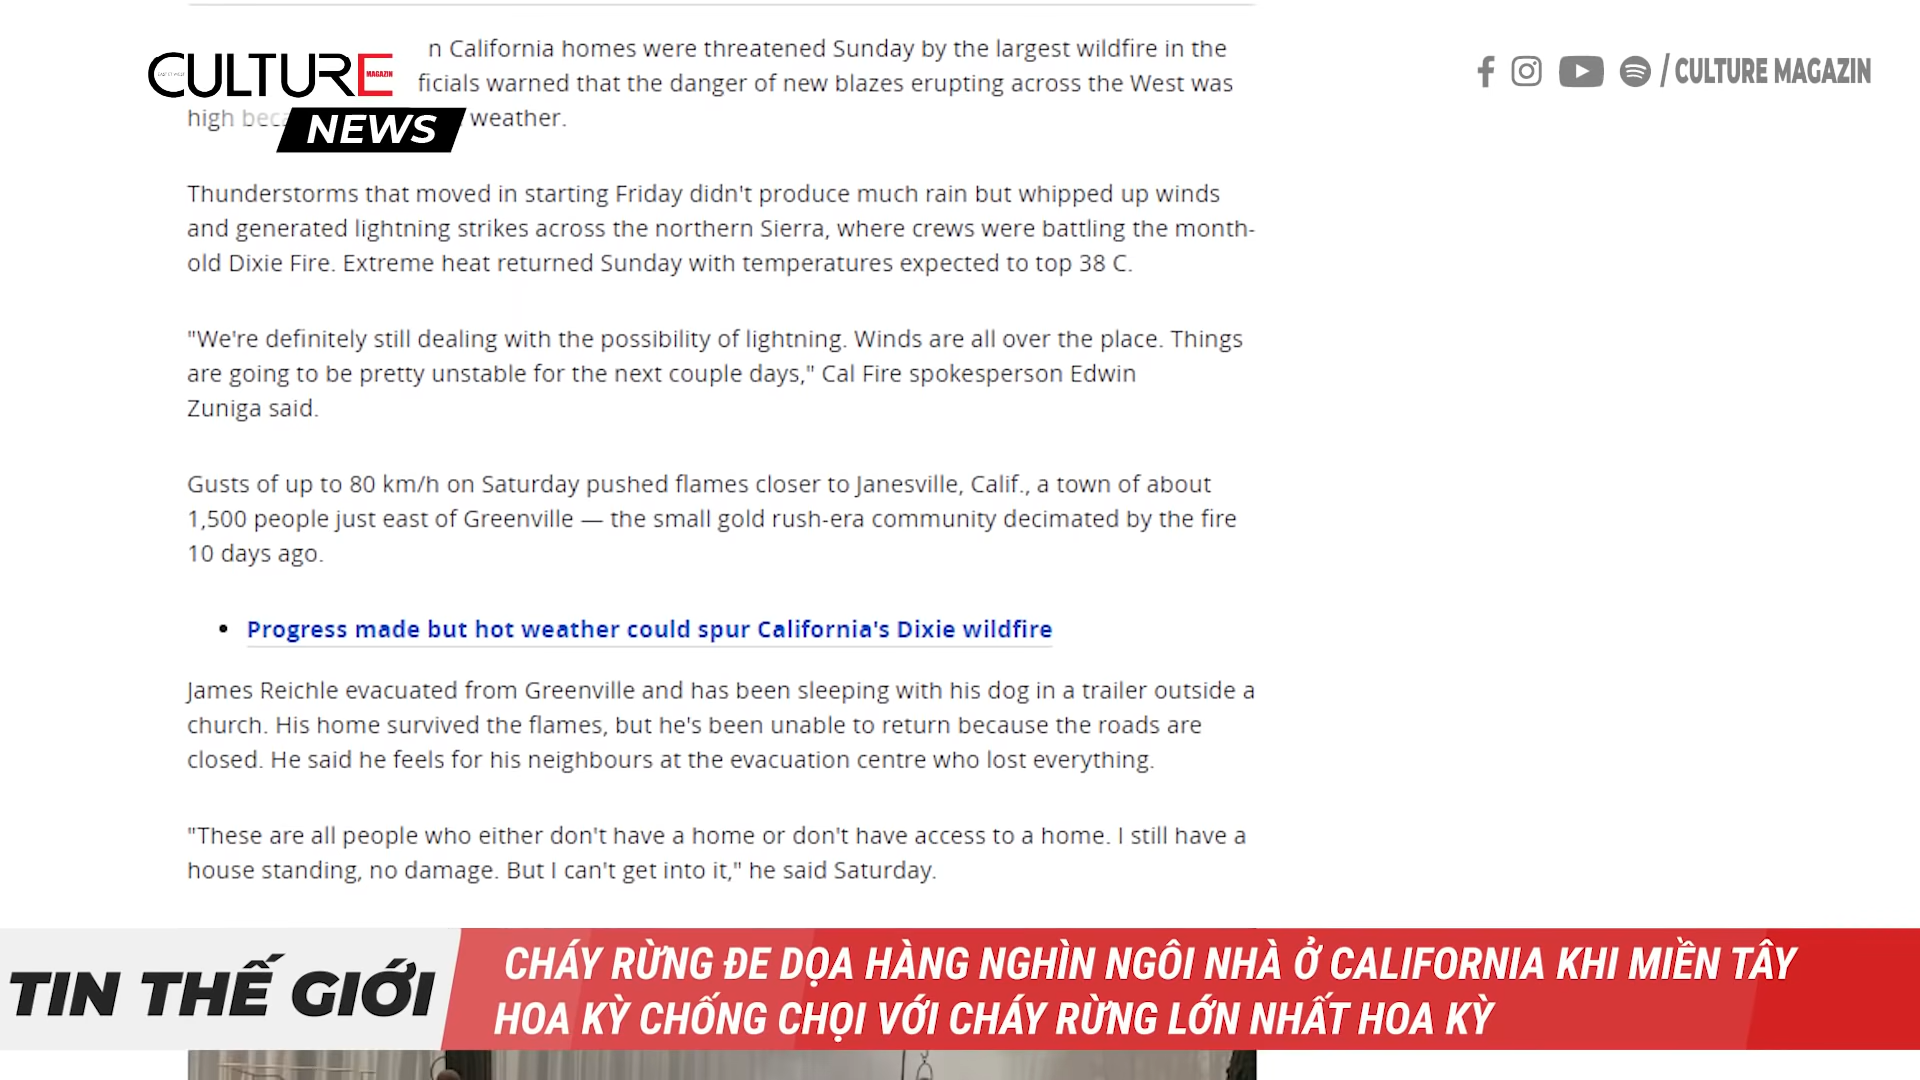 CULTURE
MAGAZIN
NEWS
/ CULTURE MAGAZIN
n California homes were threatened Sunday by the largest wildfire in the
ficials warned that the danger of new blazes erupting across the West was
high beca weather.
Thunderstorms that moved in starting Friday didn't produce much rain but whipped up winds
and generated lightning strikes across the northern Sierra, where crews were battling the month-
old Dixie Fire. Extreme heat returned Sunday with temperatures expected to top 38 C.
"We're definitely still dealing with the possibility of lightning. Winds are all over the place. Things
are going to be pretty unstable for the next couple days," Cal Fire spokesperson Edwin
Zuniga said.
Gusts of up to 80 km/h on Saturday pushed flames closer to Janesville, Calif., a town of about
1,500 people just east of Greenville — the small gold rush-era community decimated by the fire
10 days ago.
• Progress made but hot weather could spur California's Dixie wildfire
James Reichle evacuated from Greenville and has been sleeping with his dog in a trailer outside a
church. His home survived the flames, but he's been unable to return because the roads are
closed. He said he feels for his neighbours at the evacuation centre who lost everything.
"These are all people who either don't have a home or don't have access to a home. I still have a
house standing, no damage. But I can't get into it," he said Saturday.
TIN THẾ GIỚI
CHÁY RỪNG ĐE DỌA HÀNG NGHÌN NGÔI NHÀ Ở CALIFORNIA KHI MIỀN TÂY
HOA KỲ CHỐNG CHỌI VỚI CHÁY RỪNG LỚN NHẤT HOA KỲ